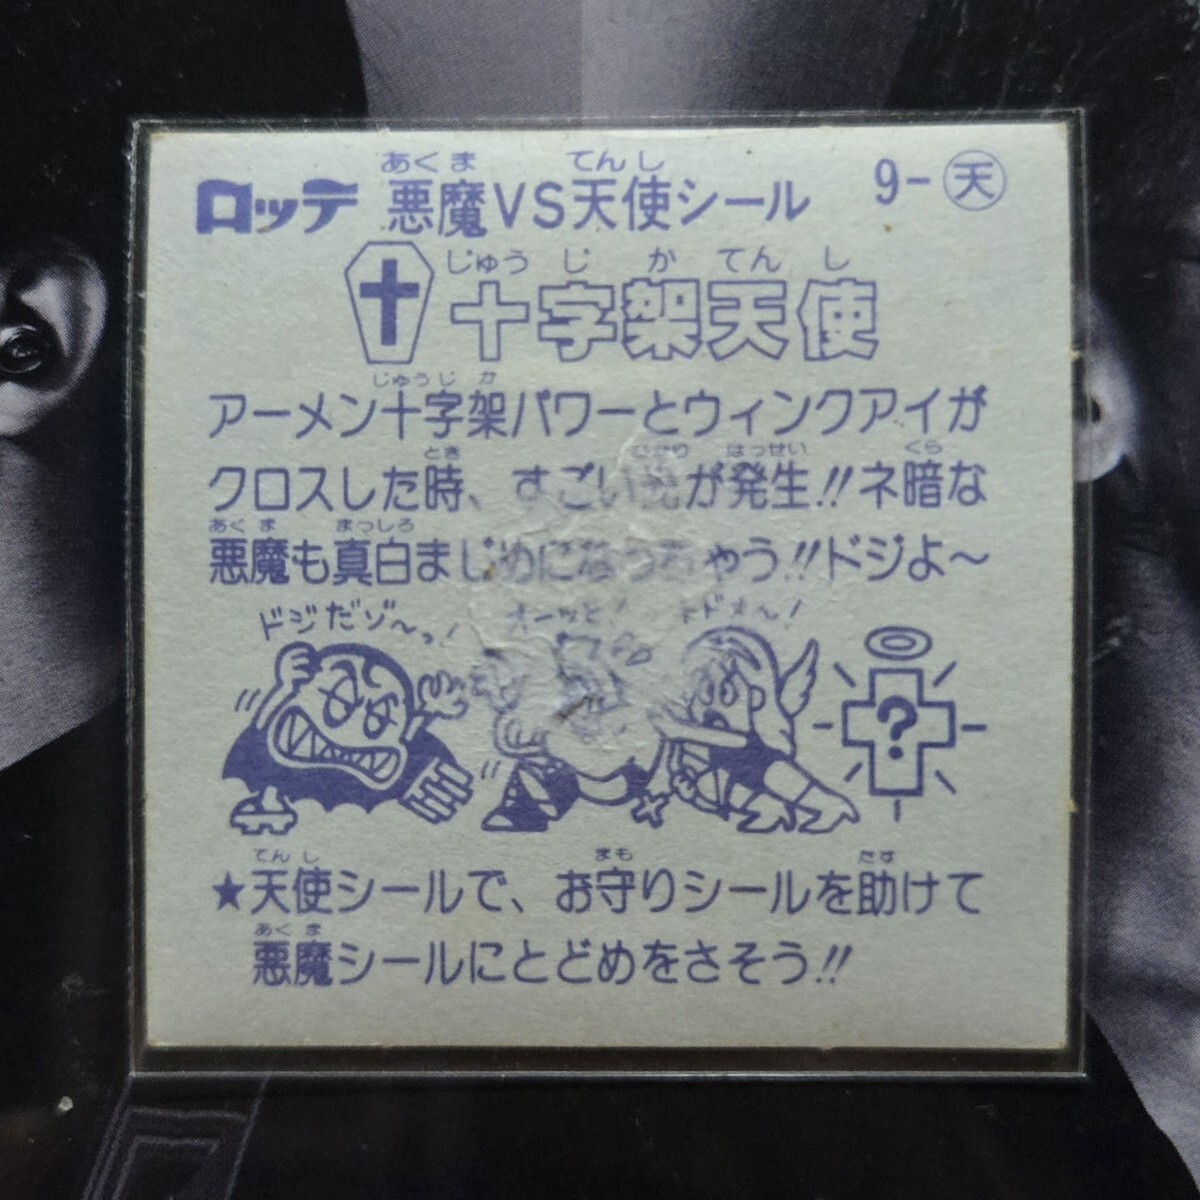 ロッテ 悪魔VS天使シール 9-天
あくま てんし
じゅうじかてんし
十字架天使
じゅうじか
アーメン十字架パワーとウィンクアイが
とき はっせい くら
クロスした時、すごい光が発生!!ネ暗な
あくま まっしろ
悪魔も真白まじめになっちゃう!!ドジよ～
ドジだゾ～っ! オーッと! ドメ～!
?
てんし まも たす
★天使シールで、お守りシールを助けて
あくま
悪魔シールにとどめをさそう!!